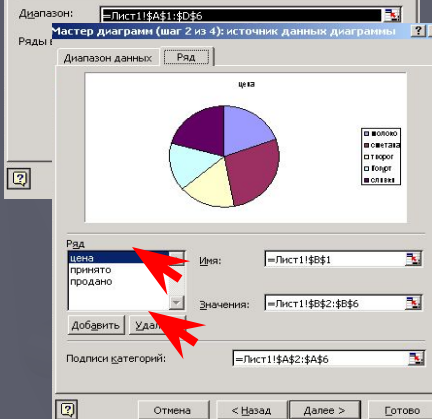 Диапазон: =Лист1!$A$1:$D$6
Ряды в
Мастер диаграмм (шаг 2 из 4): источник данных диаграммы
Диапазон данных Ряд
цена
молоко
сметана
творог
йогурт
сливки
Ряд
цена
принято
продано
Имя: =Лист1!$B$1
Значения: =Лист1!$B$2:$B$6
Добавить Удал
Подписи категорий: =Лист1!$A$2:$A$6
Отмена < Назад Далее > Готово